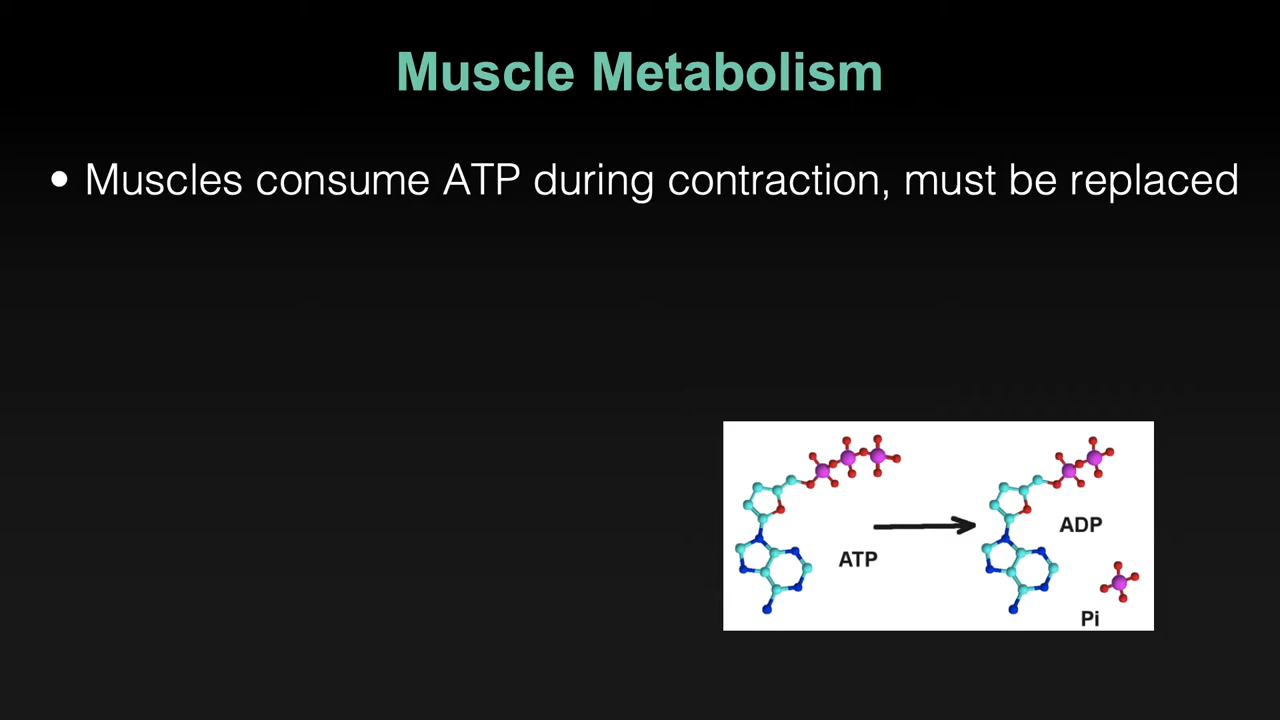 Muscle Metabolism
• Muscles consume ATP during contraction, must be replaced
ATP
ADP
Pi